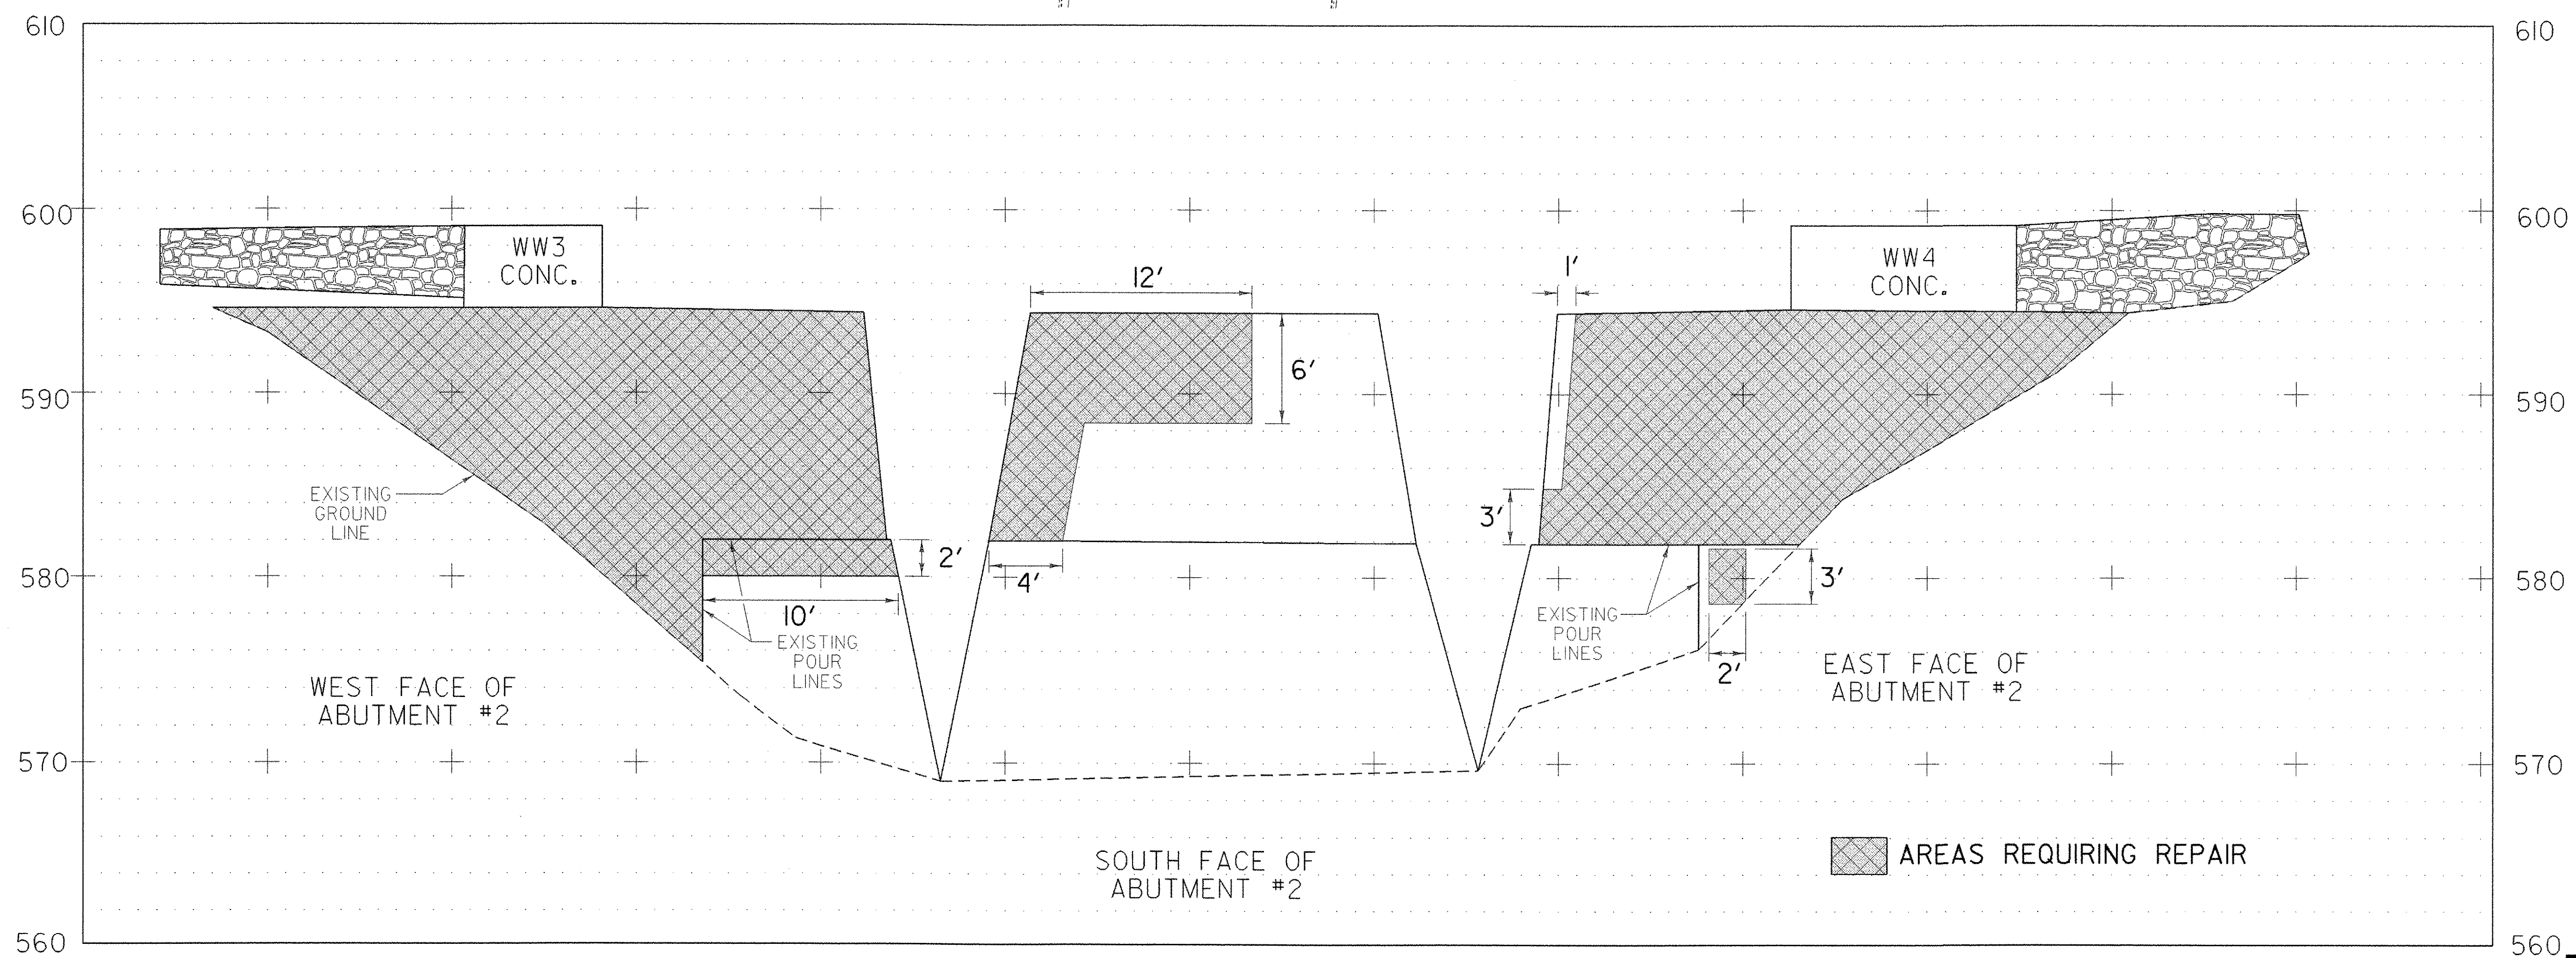 610
610
600
600
WW3
CONC.
WW4
CONC.
12'
1'
6'
590
590
EXISTING
GROUND
LINE
3'
2'
580
580
4'
3'
10'
EXISTING
POUR
LINES
EXISTING
POUR
LINES
2'
WEST FACE OF
ABUTMENT #2
EAST FACE OF
ABUTMENT #2
570
570
SOUTH FACE OF
ABUTMENT #2
AREAS REQUIRING REPAIR
560
560